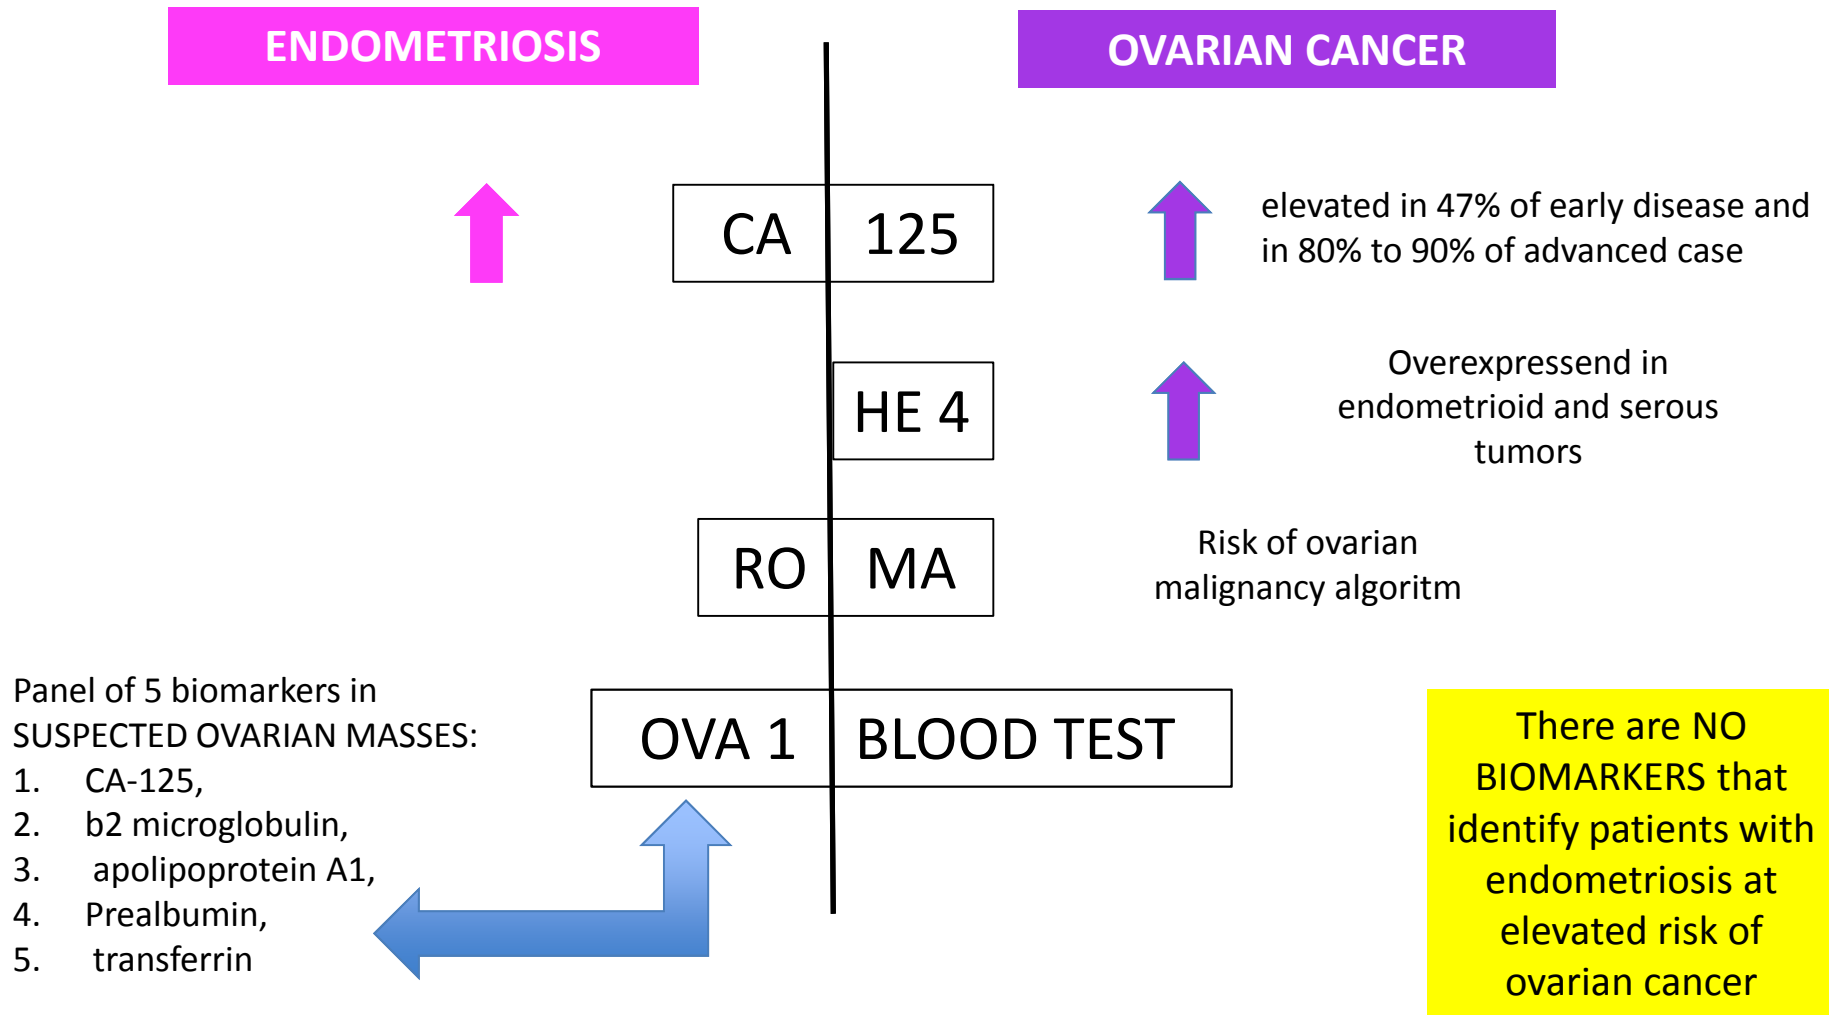 ENDOMETRIOSIS
OVARIAN CANCER
CA 125
elevated in 47% of early disease and
in 80% to 90% of advanced case
HE 4
Overexpressend in
endometrioid and serous
tumors
RO MA
Risk of ovarian
malignancy algoritm
Panel of 5 biomarkers in
SUSPECTED OVARIAN MASSES:
1. CA-125,
2. b2 microglobulin,
3. apolipoprotein A1,
4. Prealbumin,
5. transferrin
OVA 1 BLOOD TEST
There are NO
BIOMARKERS that
identify patients with
endometriosis at
elevated risk of
ovarian cancer